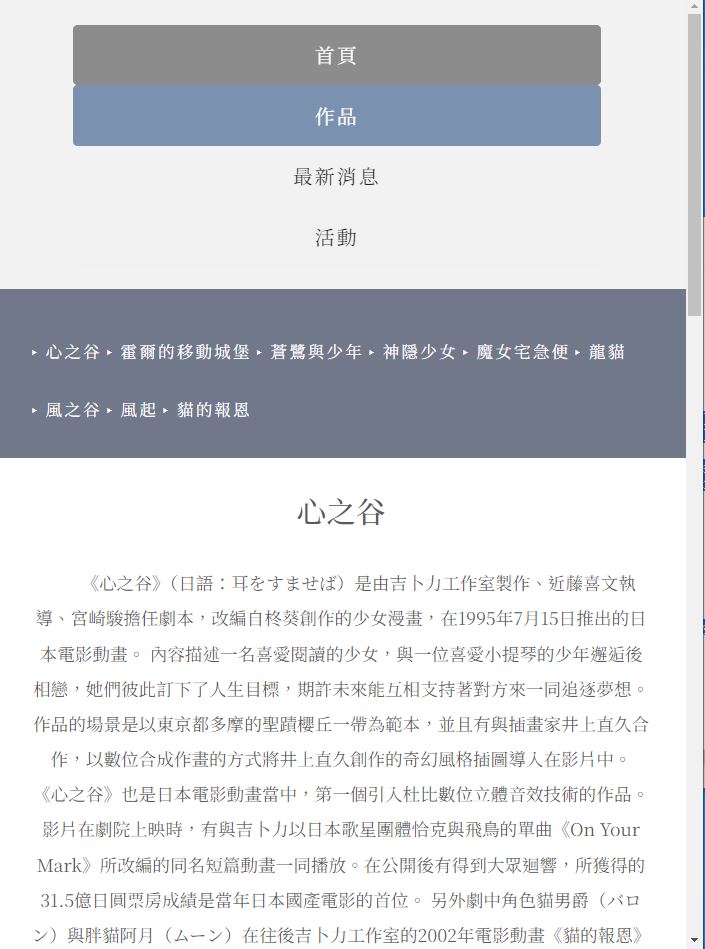 首頁
作品
最新消息
活動
‣ 心之谷 ‣ 霍爾的移動城堡 ‣ 蒼鷺與少年 ‣ 神隱少女 ‣ 魔女宅急便 ‣ 龍貓
‣ 風之谷 ‣ 風起 ‣ 貓的報恩
心之谷
《心之谷》（日語：耳をすませば）是由吉卜力工作室製作、近藤喜文執
導、宮崎駿擔任劇本，改編自柊葵創作的少女漫畫，在1995年7月15日推出的日
本電影動畫。 內容描述一名喜愛閱讀的少女，與一位喜愛小提琴的少年邂逅後
相戀，她們彼此訂下了人生目標，期許未來能互相支持著對方來一同追逐夢想。
作品的場景是以東京都多摩的聖蹟櫻丘一帶為範本，並且有與插畫家井上直久合
作，以數位合成作畫的方式將井上直久創作的奇幻風格插圖導入在影片中。
《心之谷》也是日本電影動畫當中，第一個引入杜比數位立體音效技術的作品。
影片在劇院上映時，有與吉卜力以日本歌星團體恰克與飛鳥的單曲《On Your
Mark》所改編的同名短篇動畫一同播放。在公開後有得到大眾迴響，所獲得的
31.5億日圓票房成績是當年日本國產電影的首位。 另外劇中角色貓男爵（バロ
ン）與胖貓阿月（ムーン）在往後吉卜力工作室的2002年電影動畫《貓的報恩》